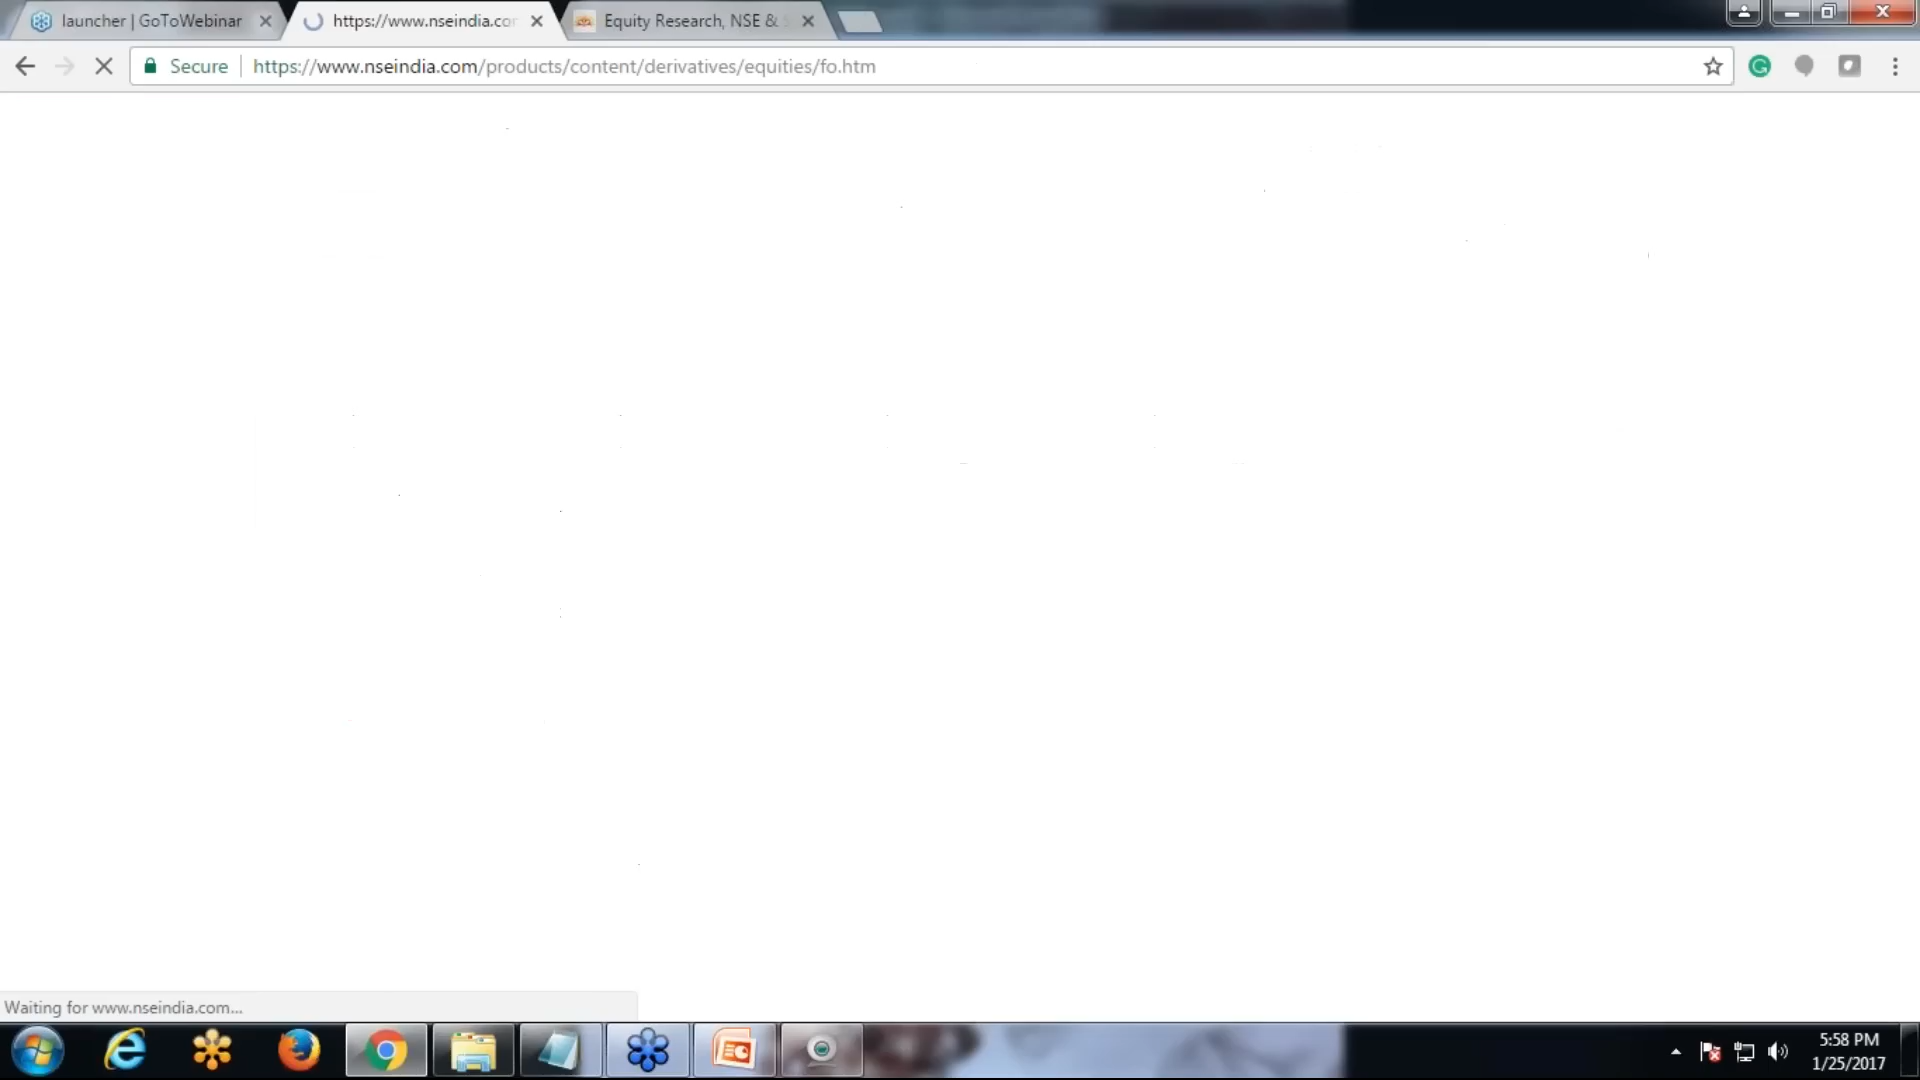 launcher | GoToWebinar
https://www.nseindia.co
Equity Research, NSE &
Secure
https://www.nseindia.com/products/content/derivatives/equities/fo.htm
Waiting for www.nseindia.com...
5:58 PM
1/25/2017